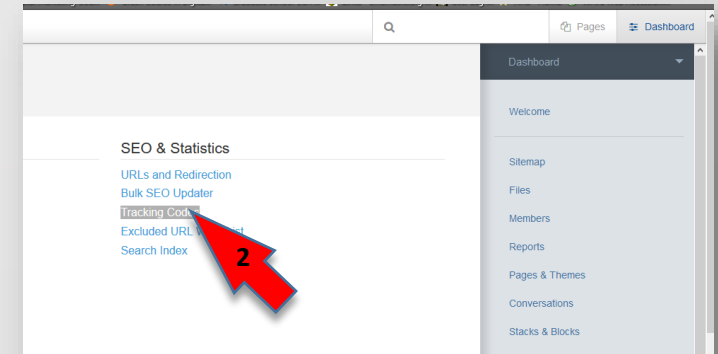 Pages Dashboard
Dashboard
Welcome
SEO & Statistics
URLs and Redirection
Bulk SEO Updater
Tracking Codes
Excluded URL
Search Index
2
Sitemap
Files
Members
Reports
Pages & Themes
Conversations
Stacks & Blocks